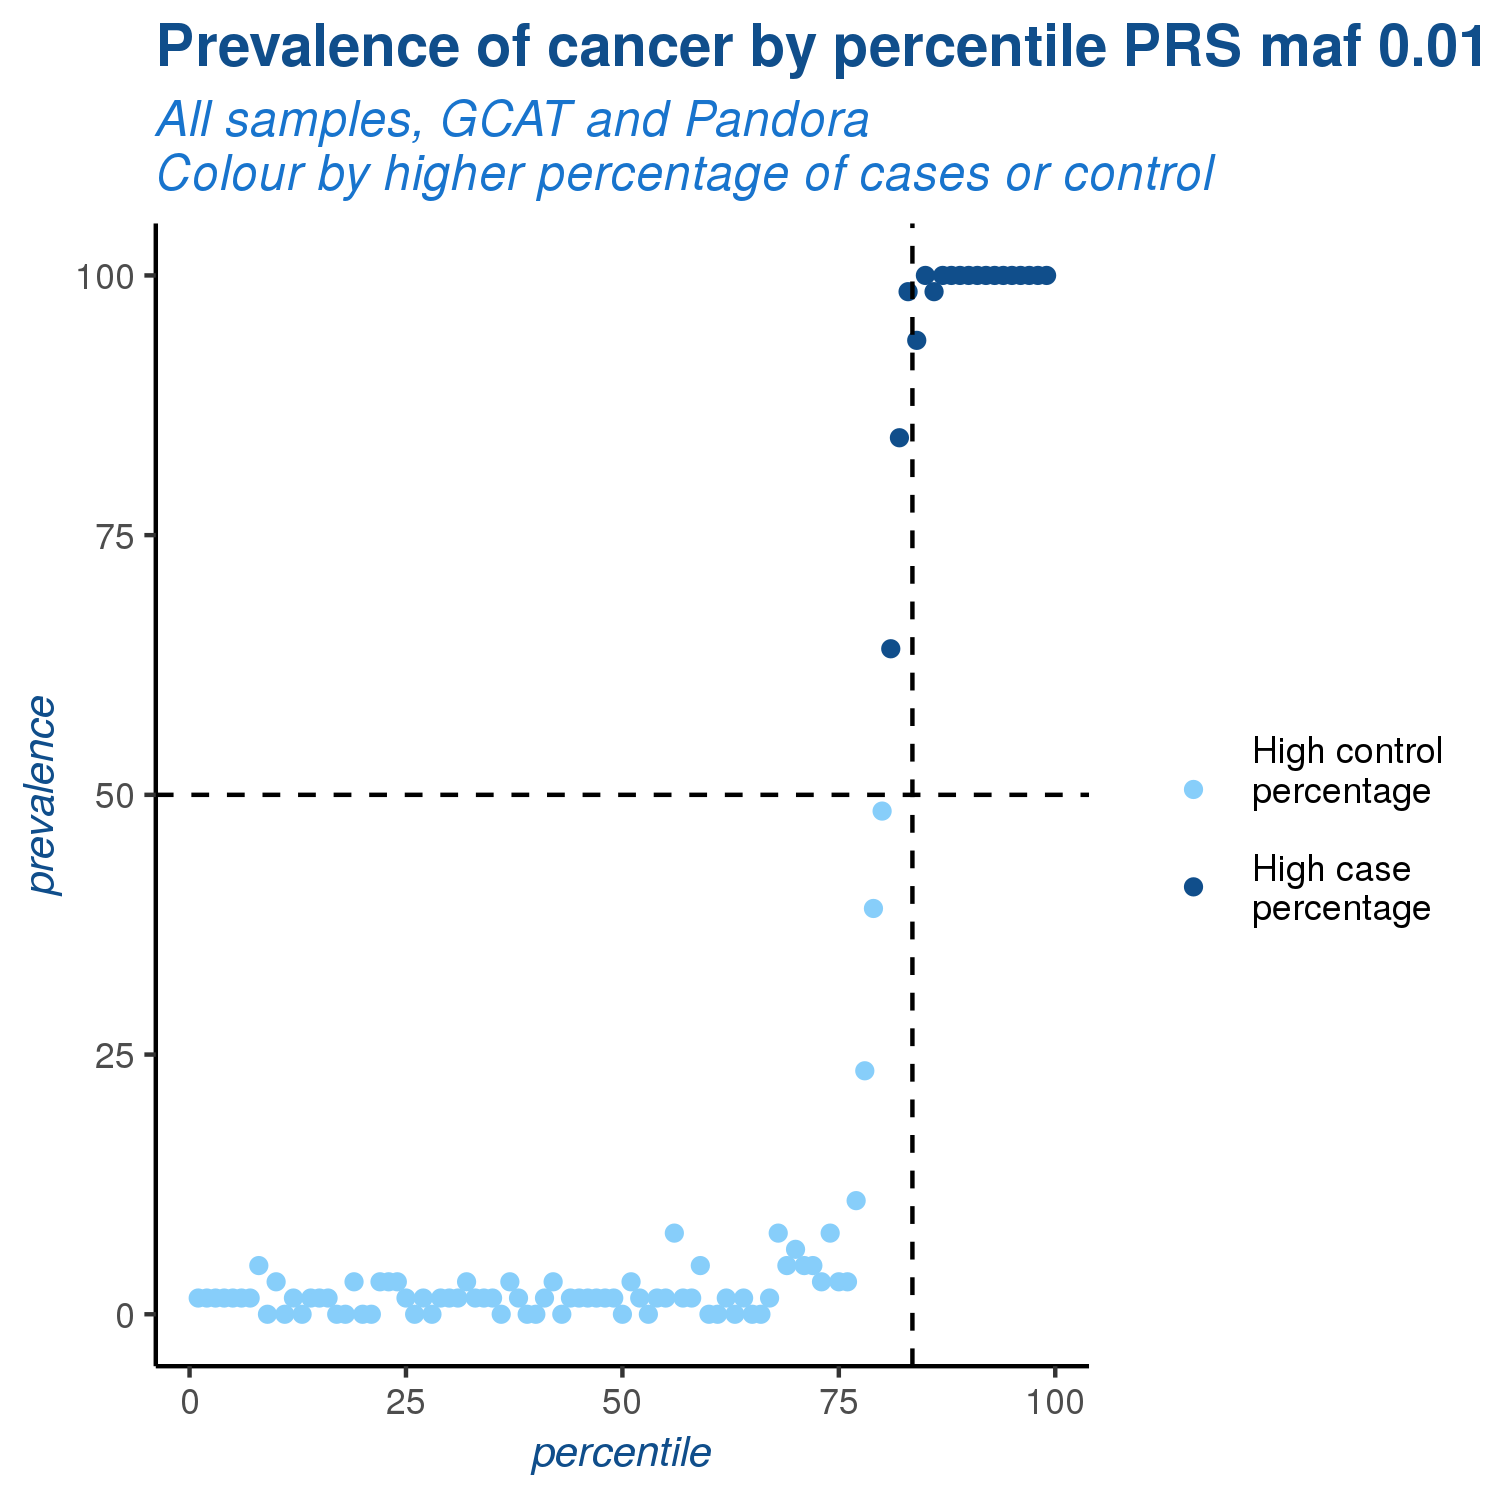 Prevalence of cancer by percentile PRS maf 0.01
All samples, GCAT and Pandora
Colour by higher percentage of cases or control
100
75
50
25
0
prevalence
0 25 50 75 100
percentile
High control
percentage
High case
percentage